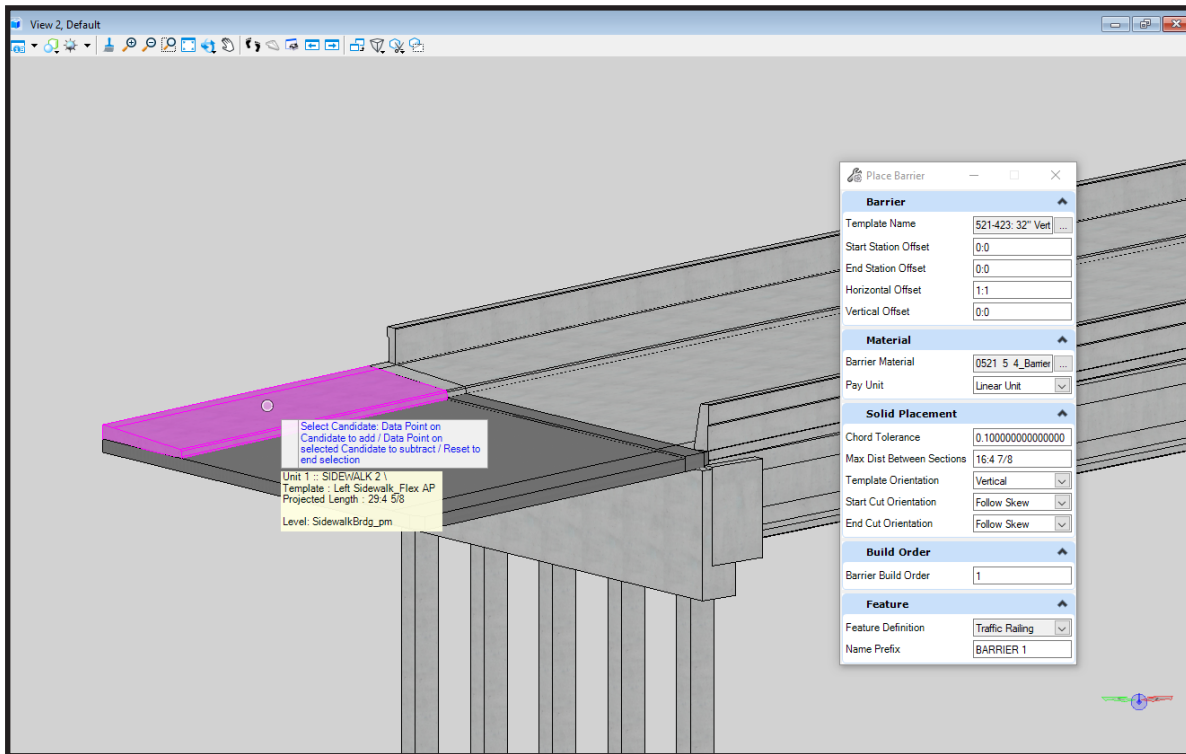 View 2, Default
Place Barrier
Barrier
Template Name 521-423: 32" Vert ...
Start Station Offset 0:0
End Station Offset 0:0
Horizontal Offset 1:1
Vertical Offset 0:0
Material
Barrier Material 0521 5 4_Barrier ...
Pay Unit Linear Unit
Solid Placement
Chord Tolerance 0.100000000000000
Max Dist Between Sections 16:4 7/8
Template Orientation Vertical
Start Cut Orientation Follow Skew
End Cut Orientation Follow Skew
Build Order
Barrier Build Order 1
Feature
Feature Definition Traffic Railing
Name Prefix BARRIER 1
Select Candidate: Data Point on
Candidate to add / Data Point on
selected Candidate to subtract / Reset to
end selection
Unit 1 :: SIDEWALK 2 \
Template : Left Sidewalk_Flex AP
Projected Length : 29:4 5/8
Level: SidewalkBrdg_pm